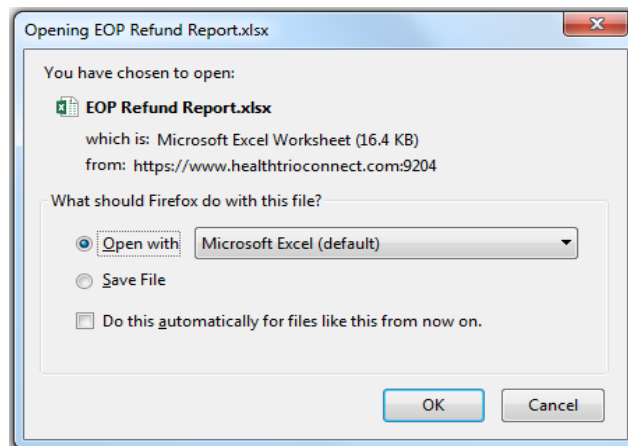 Opening EOP Refund Report.xlsx
You have chosen to open:
EOP Refund Report.xlsx
which is: Microsoft Excel Worksheet (16.4 KB)
from: https://www.healthtrioconnect.com:9204
What should Firefox do with this file?
Open with Microsoft Excel (default)
Save File
Do this automatically for files like this from now on.
OK Cancel